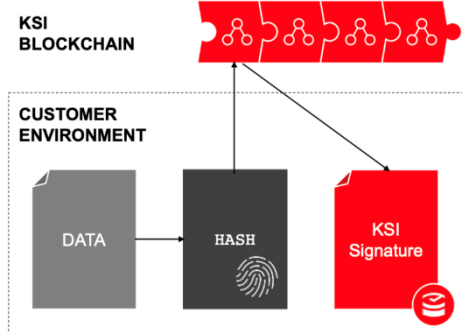 KSI
BLOCKCHAIN
CUSTOMER
ENVIRONMENT
DATA
HASH
KSI
Signature